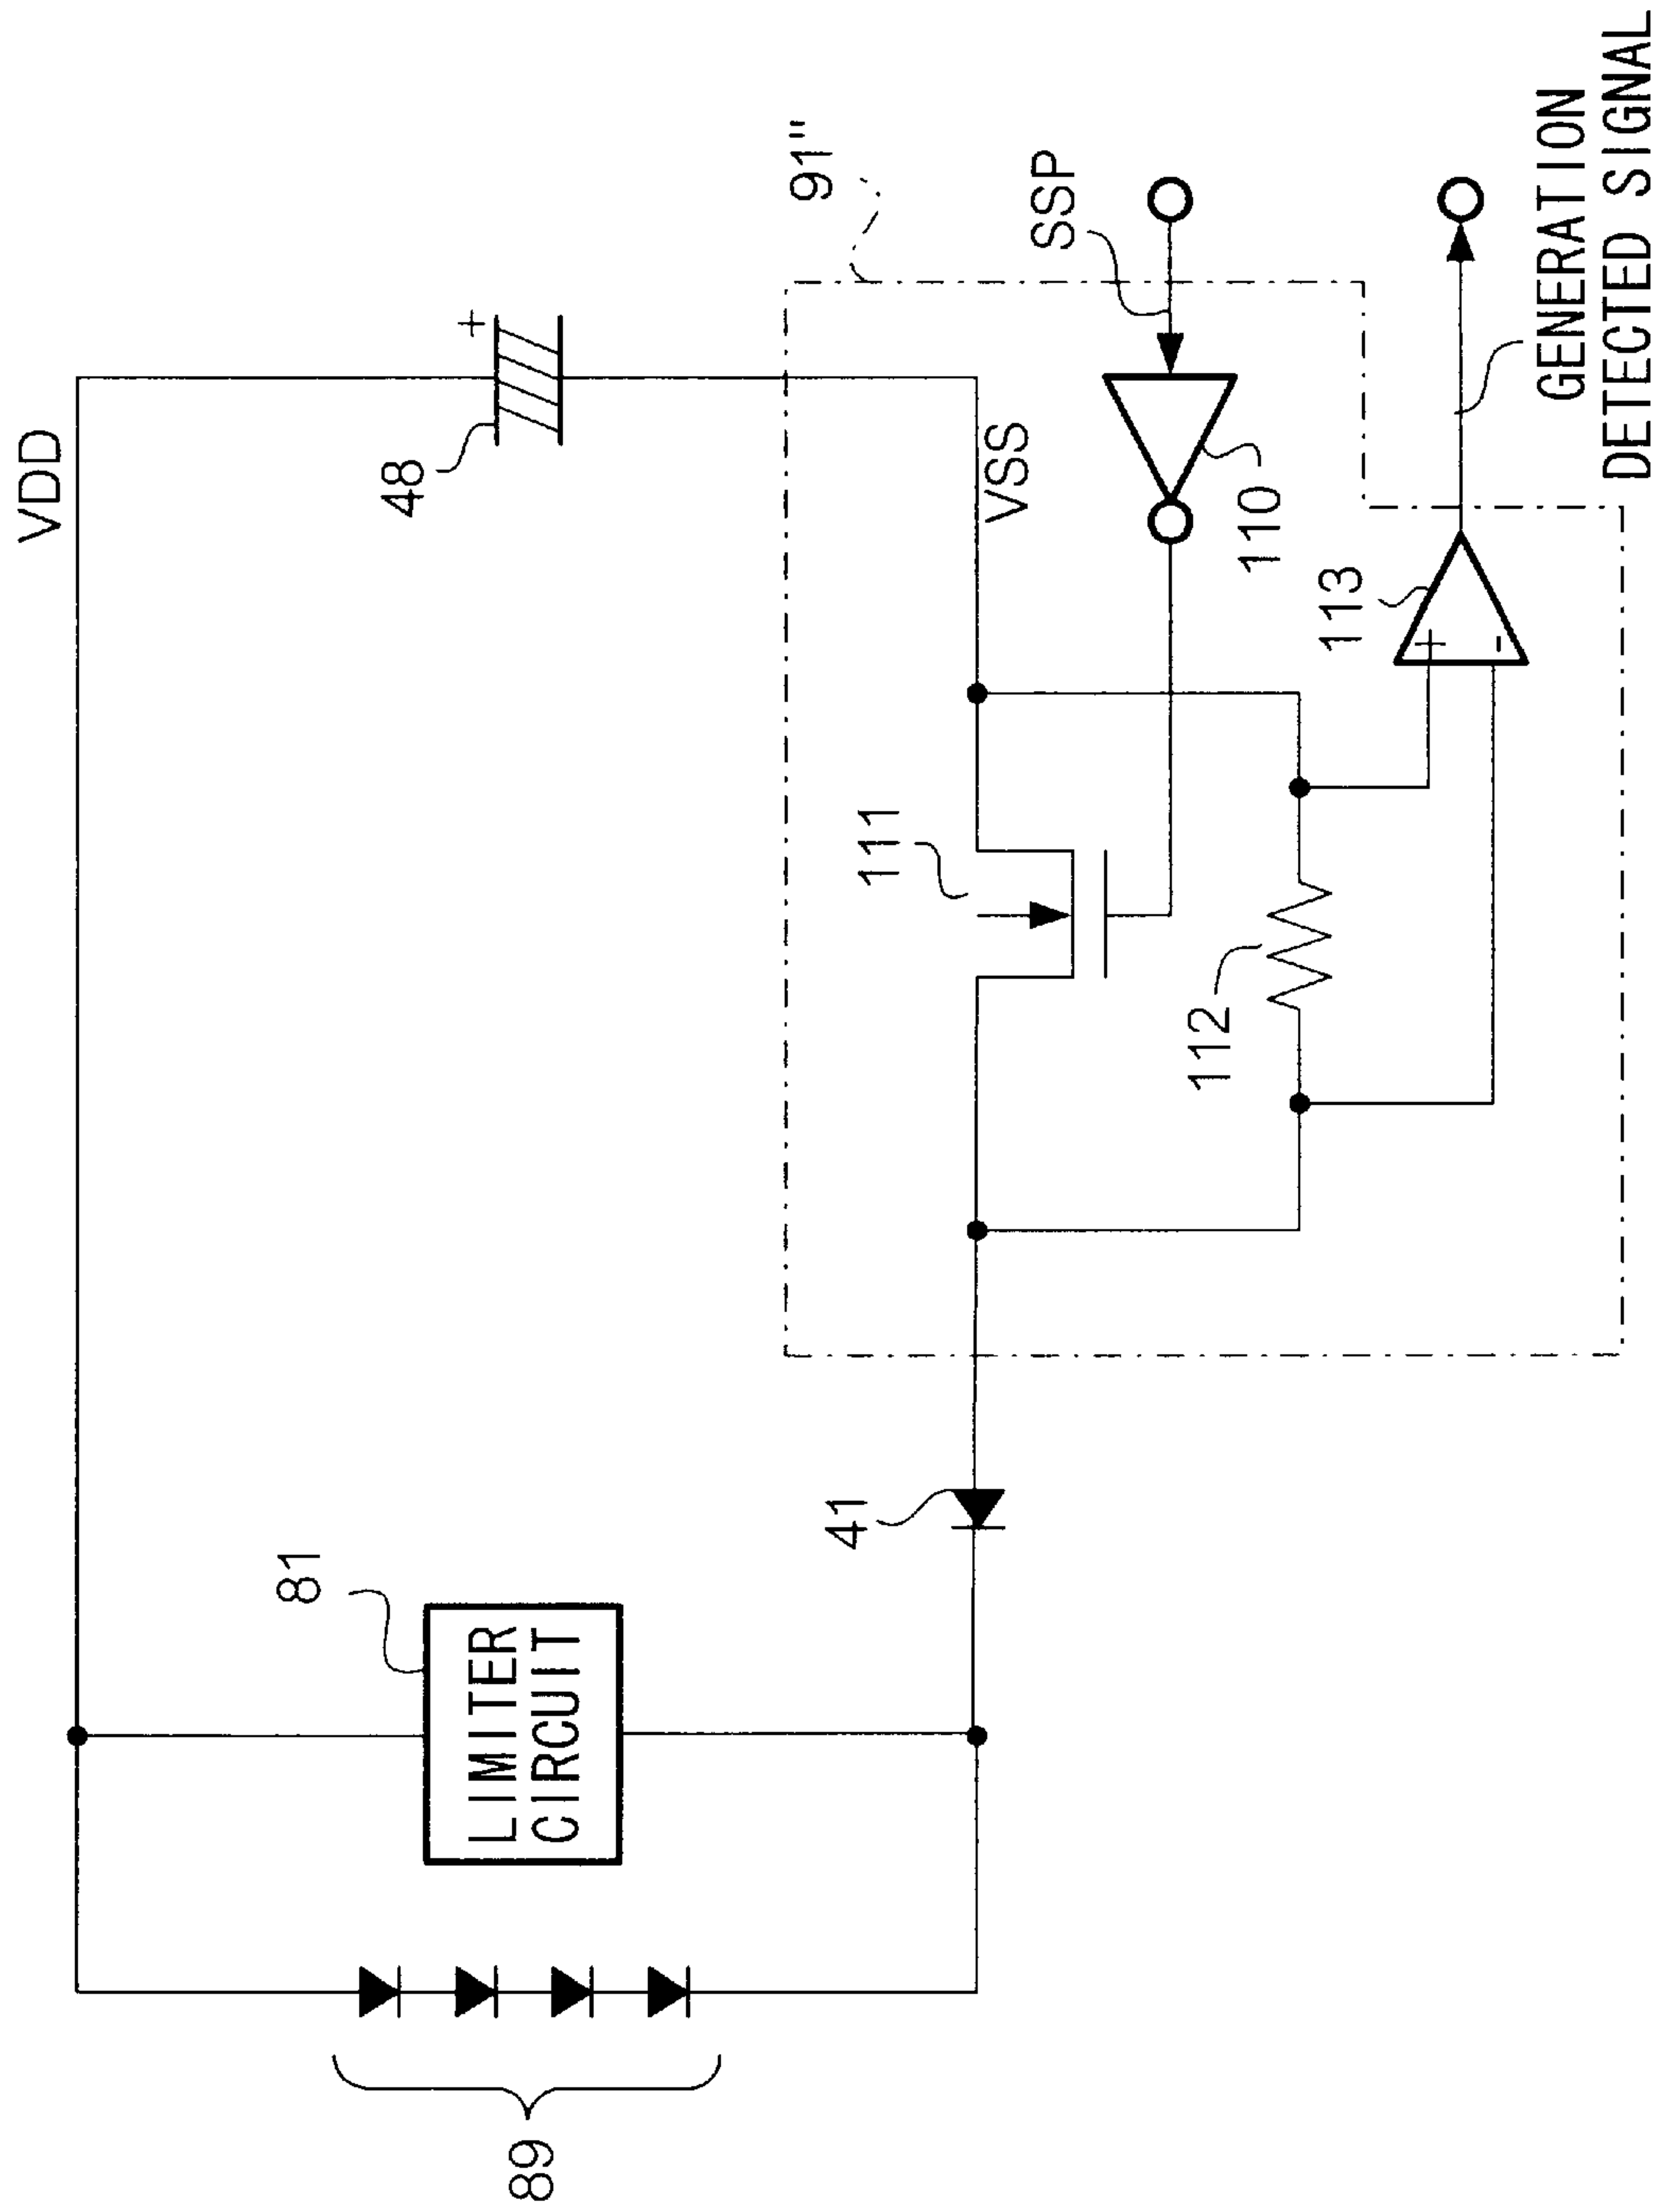 VDD
48
+
91"
SSP
VSS
110
111
112
113
+
-
GENERATION
DETECTED SIGNAL
41
81
LIMITER
CIRCUIT
89